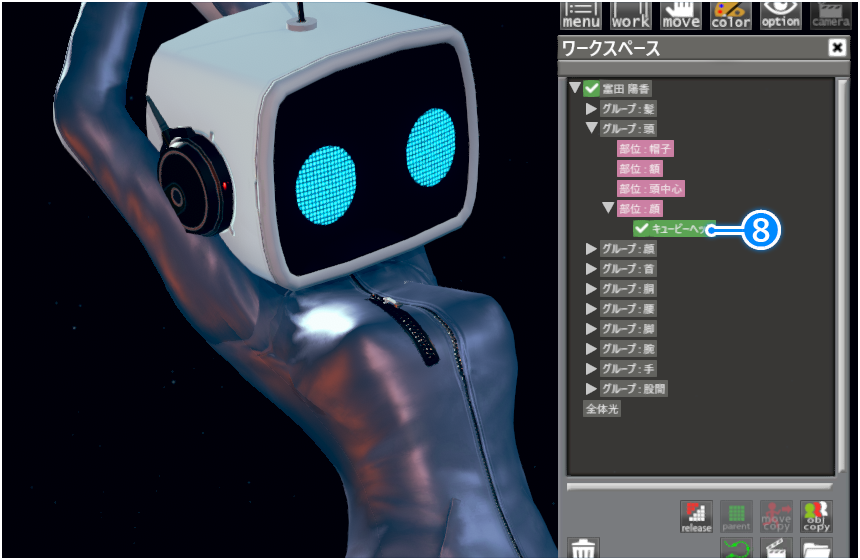 menu work move color option camera
ワークスペース
富田 陽香
グループ : 髪
グループ : 頭
部位 : 帽子
部位 : 額
部位 : 頭中心
部位 : 顔
キュービーヘッ
8
グループ : 顔
グループ : 首
グループ : 胴
グループ : 腰
グループ : 脚
グループ : 腕
グループ : 手
グループ : 股間
全体光
release parent move copy obj copy